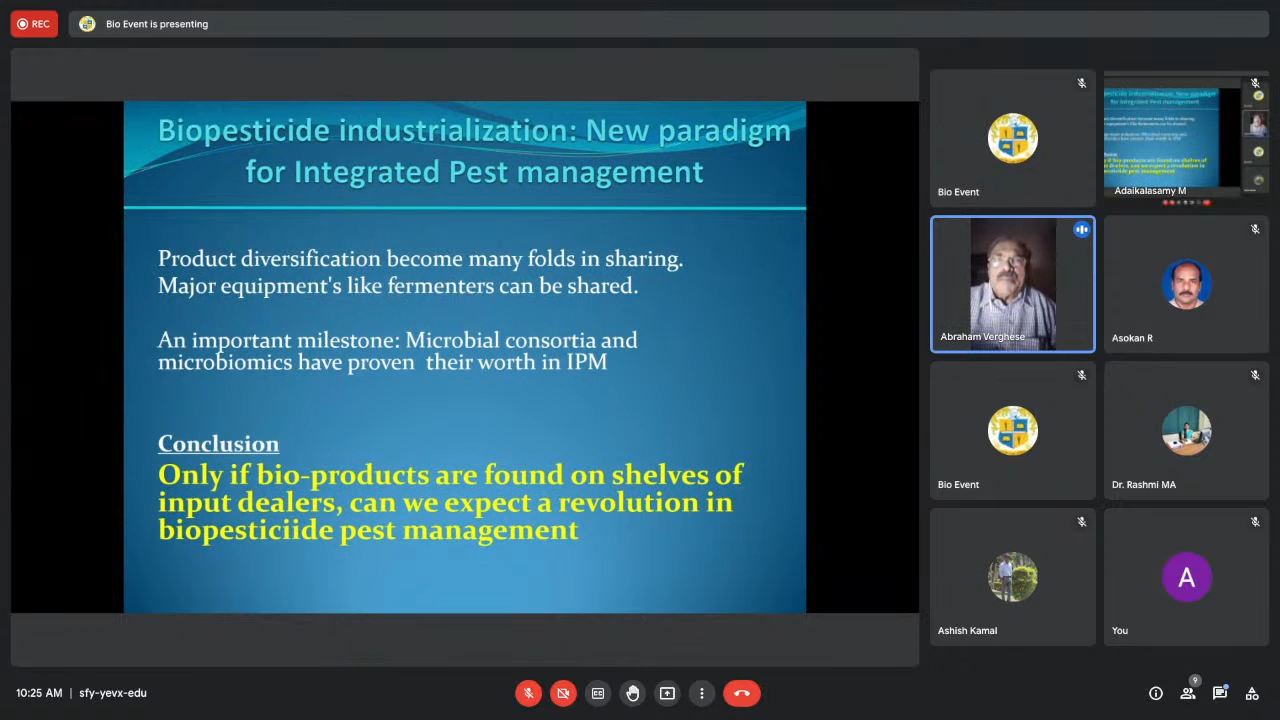 REC
Bio Event is presenting
Biopesticide industrialization: New paradigm
for Integrated Pest management
Product diversification become many folds in sharing.
Major equipment's like fermenters can be shared.
An important milestone: Microbial consortia and
microbiomics have proven their worth in IPM
Conclusion
Only if bio-products are found on shelves of
input dealers, can we expect a revolution in
biopesticiide pest management
Bio Event
Adaikalasamy M
Abraham Verghese
Asokan R
Bio Event
Dr. Rashmi MA
Ashish Kamal
A
You
10:25 AM | sfy-yevx-edu
CC
9